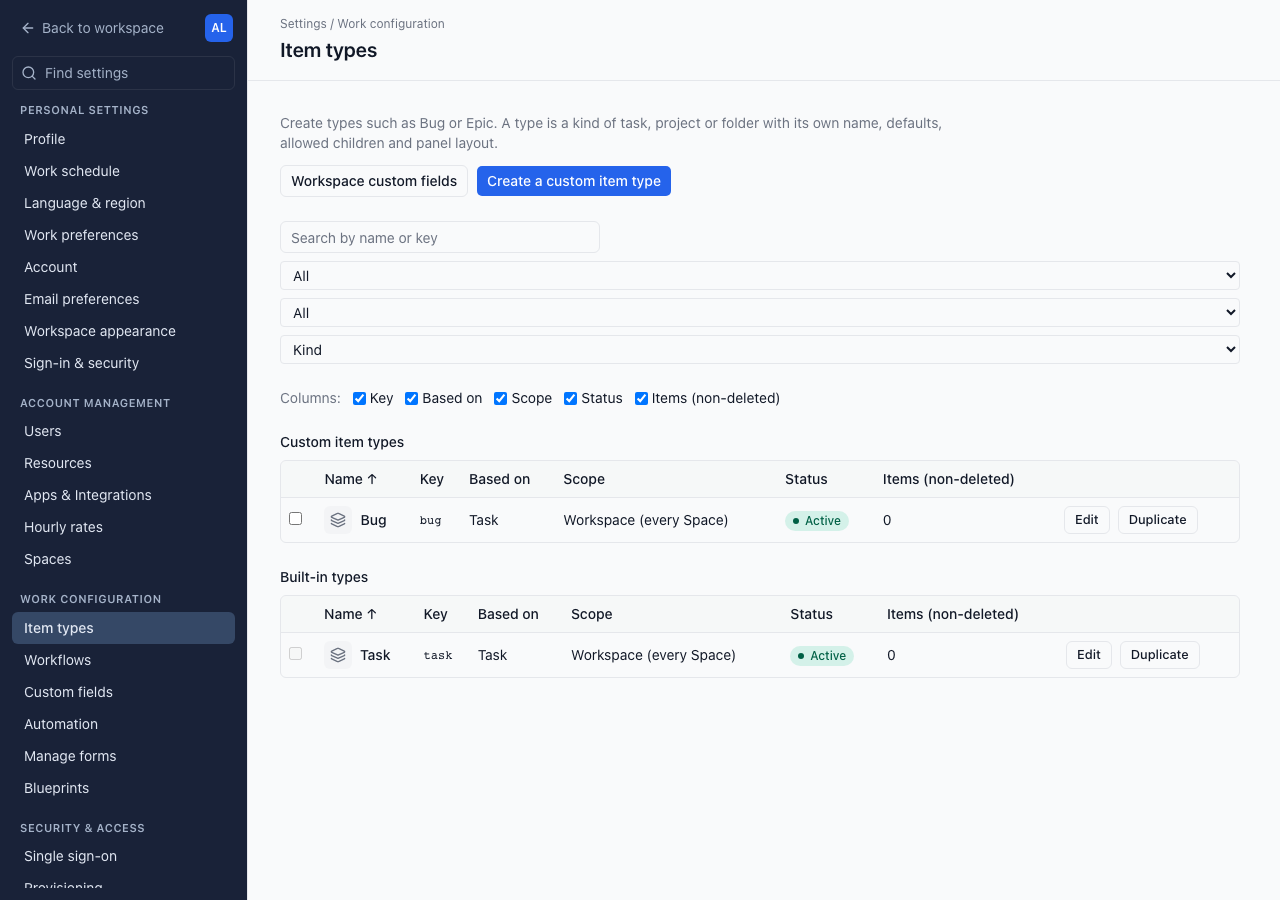 Back to workspace
AL
Find settings
PERSONAL SETTINGS
Profile
Work schedule
Language & region
Work preferences
Account
Email preferences
Workspace appearance
Sign-in & security
ACCOUNT MANAGEMENT
Users
Resources
Apps & Integrations
Hourly rates
Spaces
WORK CONFIGURATION
Item types
Workflows
Custom fields
Automation
Manage forms
Blueprints
SECURITY & ACCESS
Single sign-on
Provisioning
Settings / Work configuration
Item types
Create types such as Bug or Epic. A type is a kind of task, project or folder with its own name, defaults,
allowed children and panel layout.
Workspace custom fields
Create a custom item type
Search by name or key
All
All
Kind
Columns: Key Based on Scope Status Items (non-deleted)
Custom item types
Name ↑ Key Based on Scope Status Items (non-deleted)
Bug bug Task Workspace (every Space) Active 0 Edit Duplicate
Built-in types
Name ↑ Key Based on Scope Status Items (non-deleted)
Task task Task Workspace (every Space) Active 0 Edit Duplicate